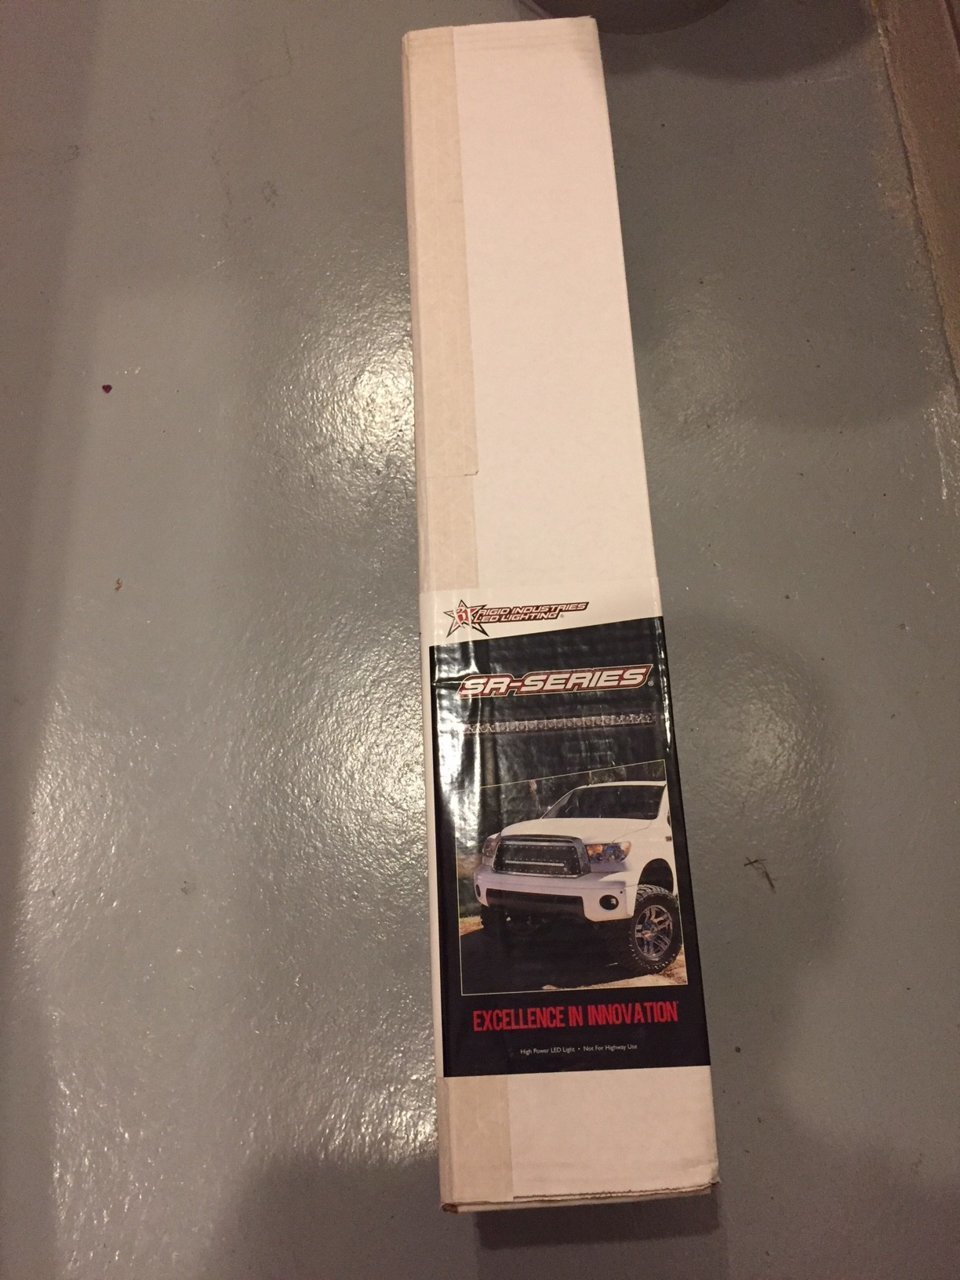 RIGID INDUSTRIES
LED LIGHTING®
SR-SERIES
EXCELLENCE IN INNOVATION
High Power LED Light • Not For Highway Use